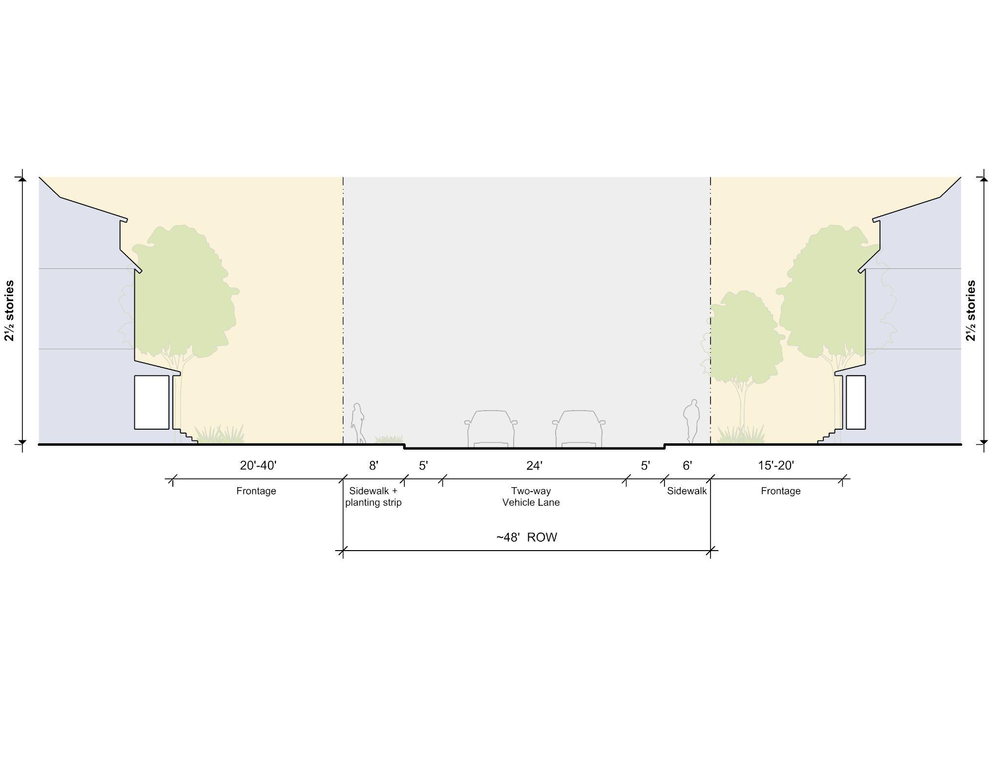 2½ stories
2½ stories
20'-40' 8' 5' 24' 5' 6' 15'-20'
Frontage Sidewalk + Two-way Sidewalk Frontage
planting strip Vehicle Lane
~48' ROW